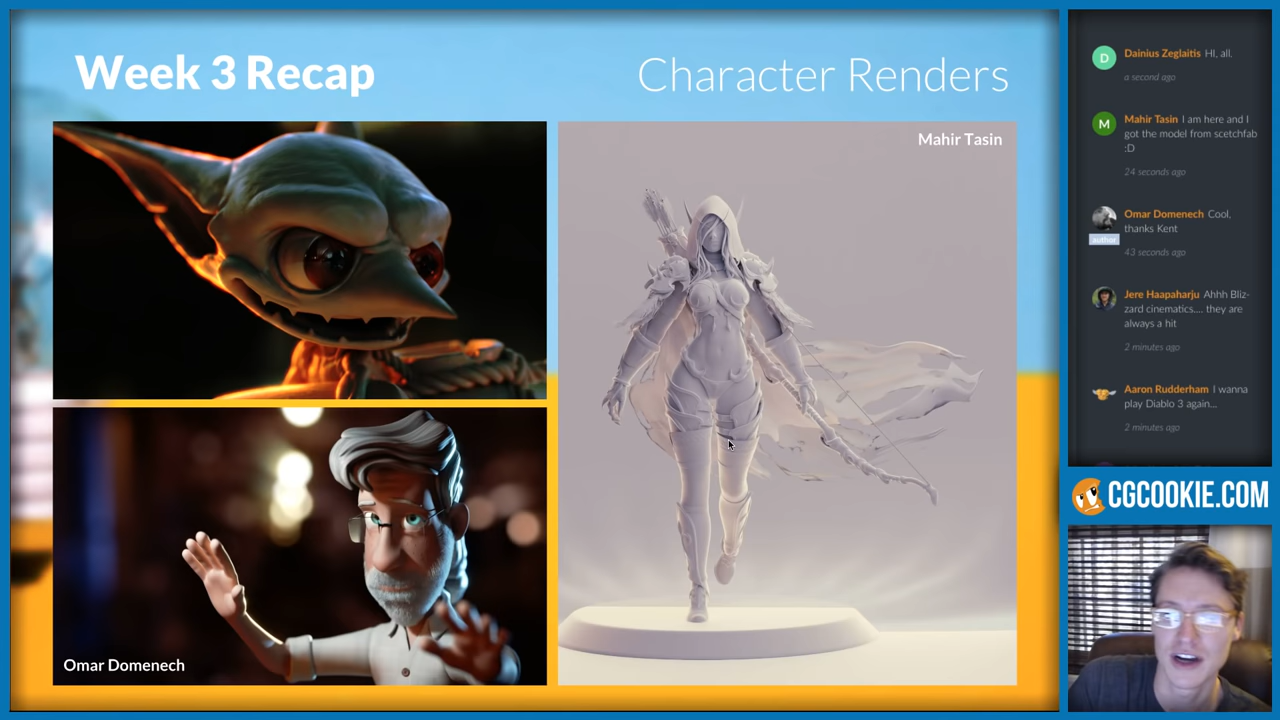 Week 3 Recap
Character Renders
Mahir Tasin
Omar Domenech
D
Dainius Zeglaitis HI, all.
a second ago
M
Mahir Tasin I am here and I
got the model from scetchfab
:D
24 seconds ago
Omar Domenech Cool,
thanks Kent
author
43 seconds ago
Jere Haapaharju Ahhh Bliz-
zard cinematics.... they are
always a hit
2 minutes ago
Aaron Rudderham I wanna
play Diablo 3 again...
2 minutes ago
CGCOOKIE.COM